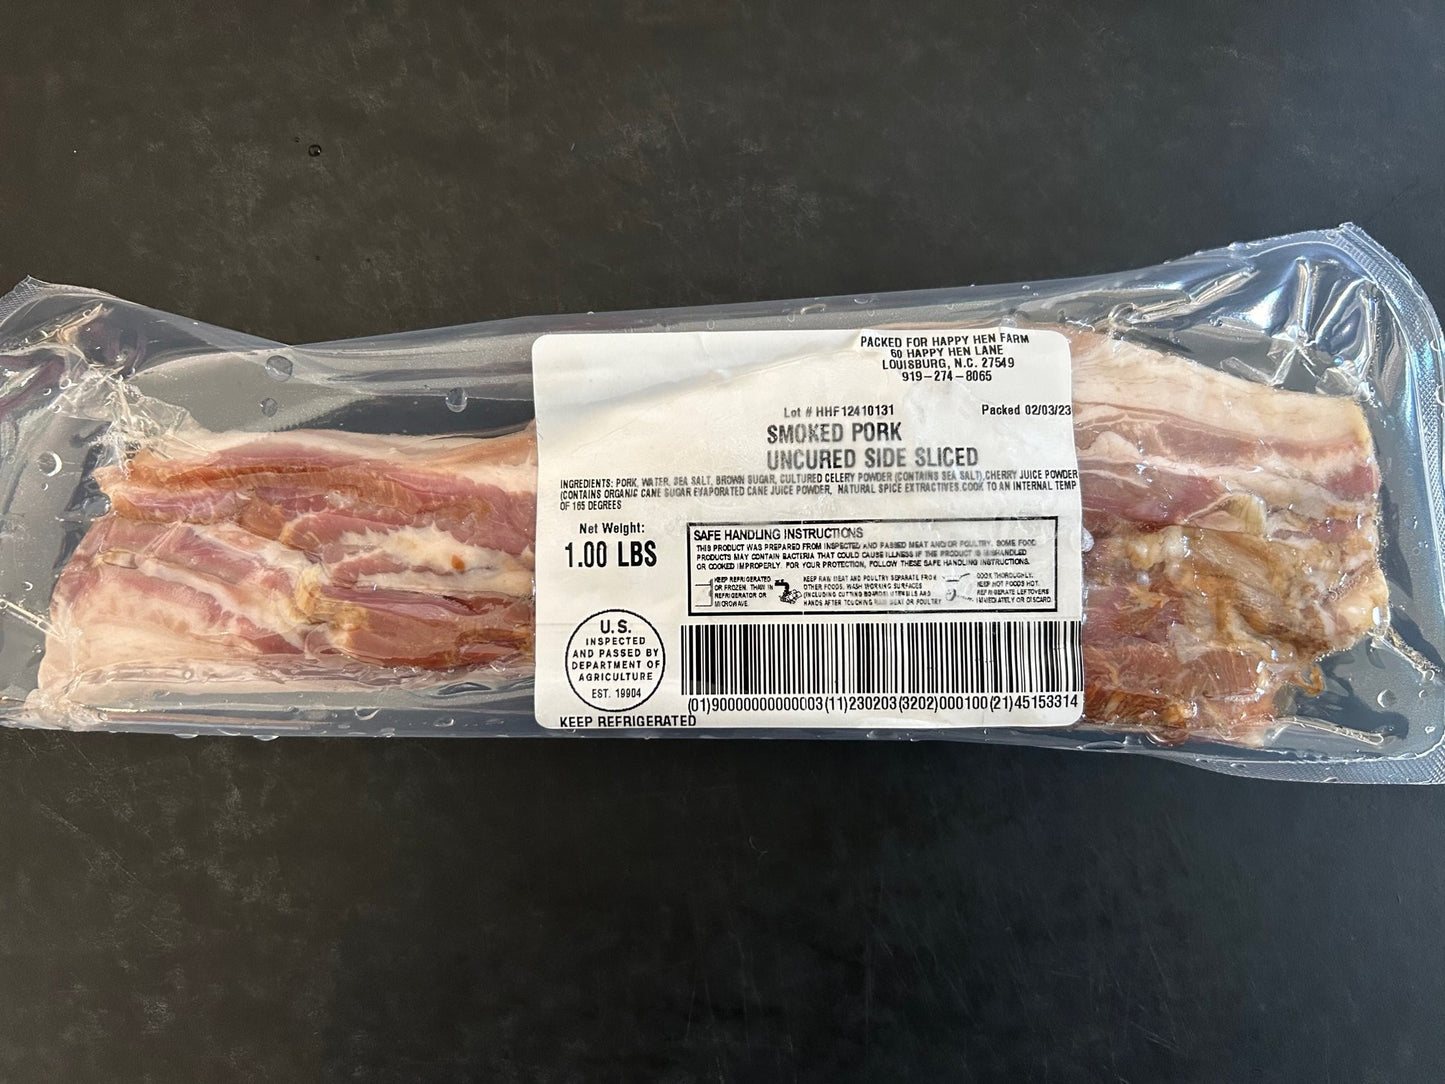 PACKED FOR HAPPY HEN FARM
60 HAPPY HEN LANE
LOUISBURG, N.C. 27549
919-274-8065
Lot # HHF12410131 Packed 02/03/23
SMOKED PORK
UNCURED SIDE SLICED
INGREDIENTS: PORK, WATER, SEA SALT, BROWN SUGAR, CULTURED CELERY POWDER (CONTAINS SEA SALT),CHERRY JUICE POWDER
(CONTAINS ORGANIC CANE SUGAR EVAPORATED CANE JUICE POWDER, NATURAL SPICE EXTRACTIVES.COOK TO AN INTERNAL TEMP
OF 165 DEGREES
Net Weight:
1.00 LBS
SAFE HANDLING INSTRUCTIONS
THIS PRODUCT WAS PREPARED FROM INSPECTED AND PASSED MEAT AND/OR POULTRY. SOME FOOD
PRODUCTS MAY CONTAIN BACTERIA THAT COULD CAUSE ILLNESS IF THE PRODUCT IS MISHANDLED
OR COOKED IMPROPERLY. FOR YOUR PROTECTION, FOLLOW THESE SAFE HANDLING INSTRUCTIONS.
KEEP REFRIGERATED
OR FROZEN. THAW IN
REFRIGERATOR OR
MICROWAVE.
KEEP RAW MEAT AND POULTRY SEPARATE FROM
OTHER FOODS. WASH WORKING SURFACES
(INCLUDING CUTTING BOARDS) UTENSILS AND
HANDS AFTER TOUCHING RAW MEAT OR POULTRY
COOK THOROUGHLY.
KEEP HOT FOODS HOT.
REFRIGERATE LEFTOVERS
IMMEDIATELY OR DISCARD
U.S.
INSPECTED
AND PASSED BY
DEPARTMENT OF
AGRICULTURE
EST. 19904
(01)90000000000003(11)230203(3202)000100(21)45153314
KEEP REFRIGERATED